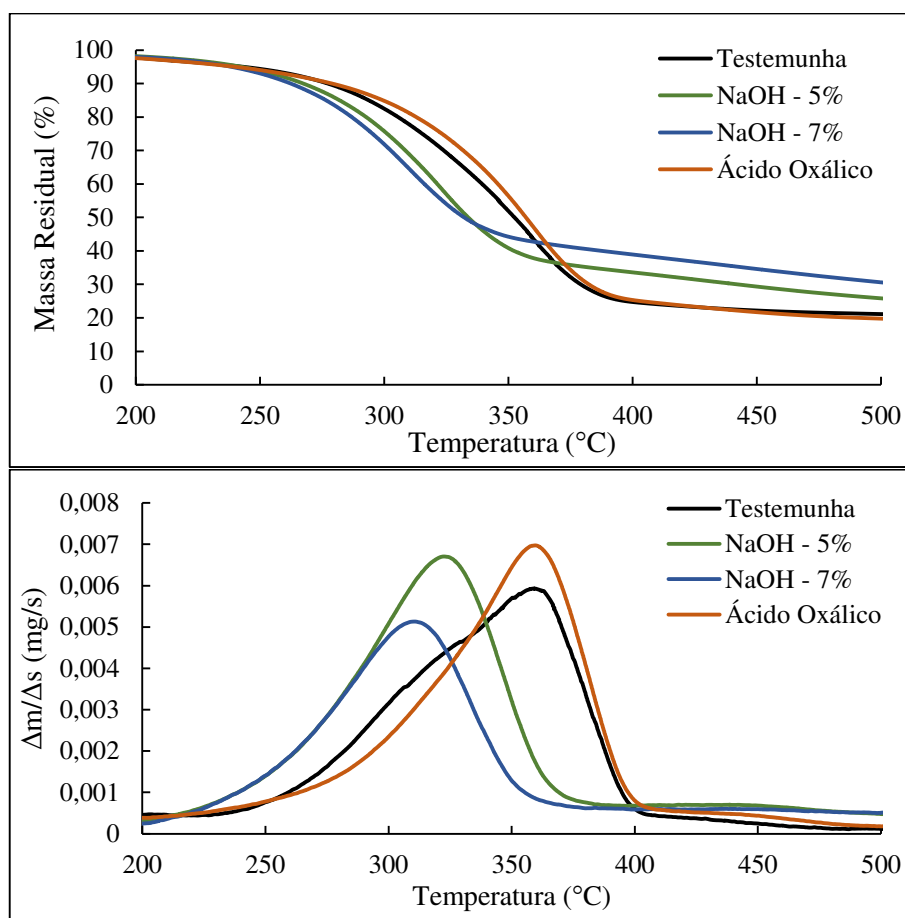 100
90
80
70
60
50
40
30
20
10
0
Massa Residual (%)
200 250 300 350 400 450 500
Temperatura (°C)
Testemunha
NaOH - 5%
NaOH - 7%
Ácido Oxálico
0,008
0,007
0,006
0,005
0,004
0,003
0,002
0,001
0
Δm/Δs (mg/s)
200 250 300 350 400 450 500
Temperatura (°C)
Testemunha
NaOH - 5%
NaOH - 7%
Ácido Oxálico